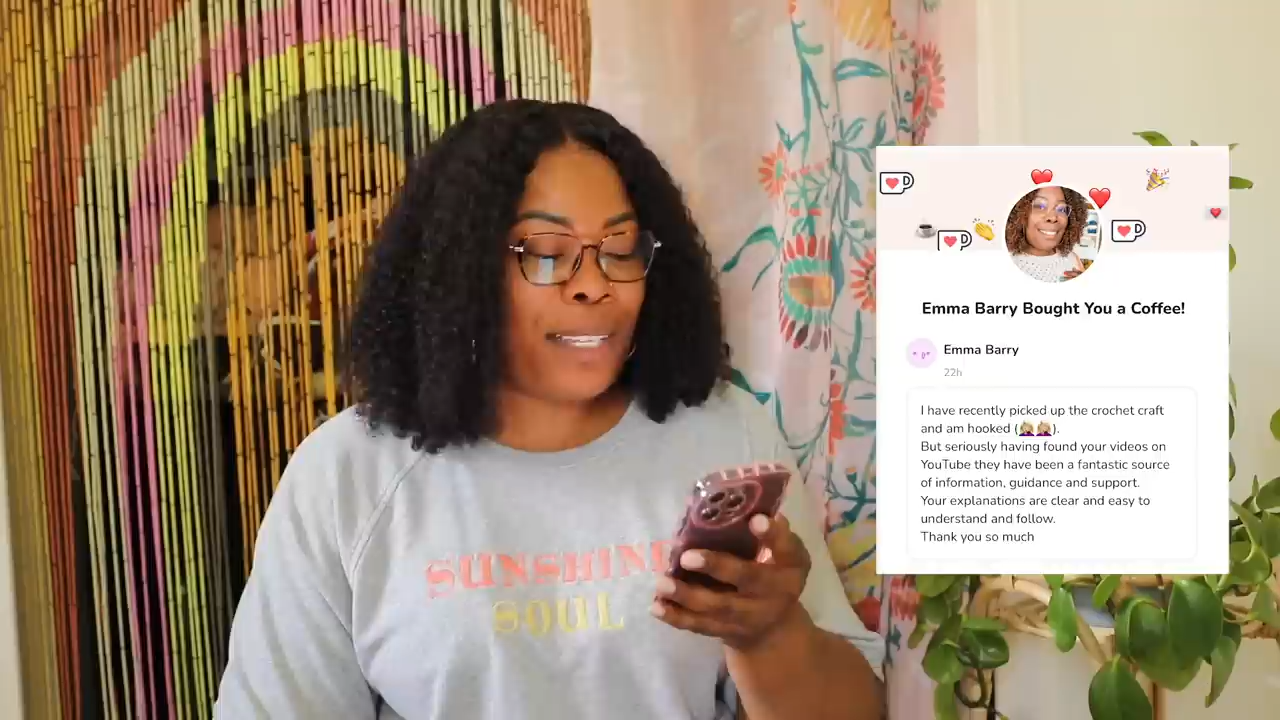 SUNSHINE
SOUL
Emma Barry Bought You a Coffee!
Emma Barry
22h
I have recently picked up the crochet craft
and am hooked (🤦🏼‍♀️🤦🏼‍♀️).
But seriously having found your videos on
YouTube they have been a fantastic source
of information, guidance and support.
Your explanations are clear and easy to
understand and follow.
Thank you so much